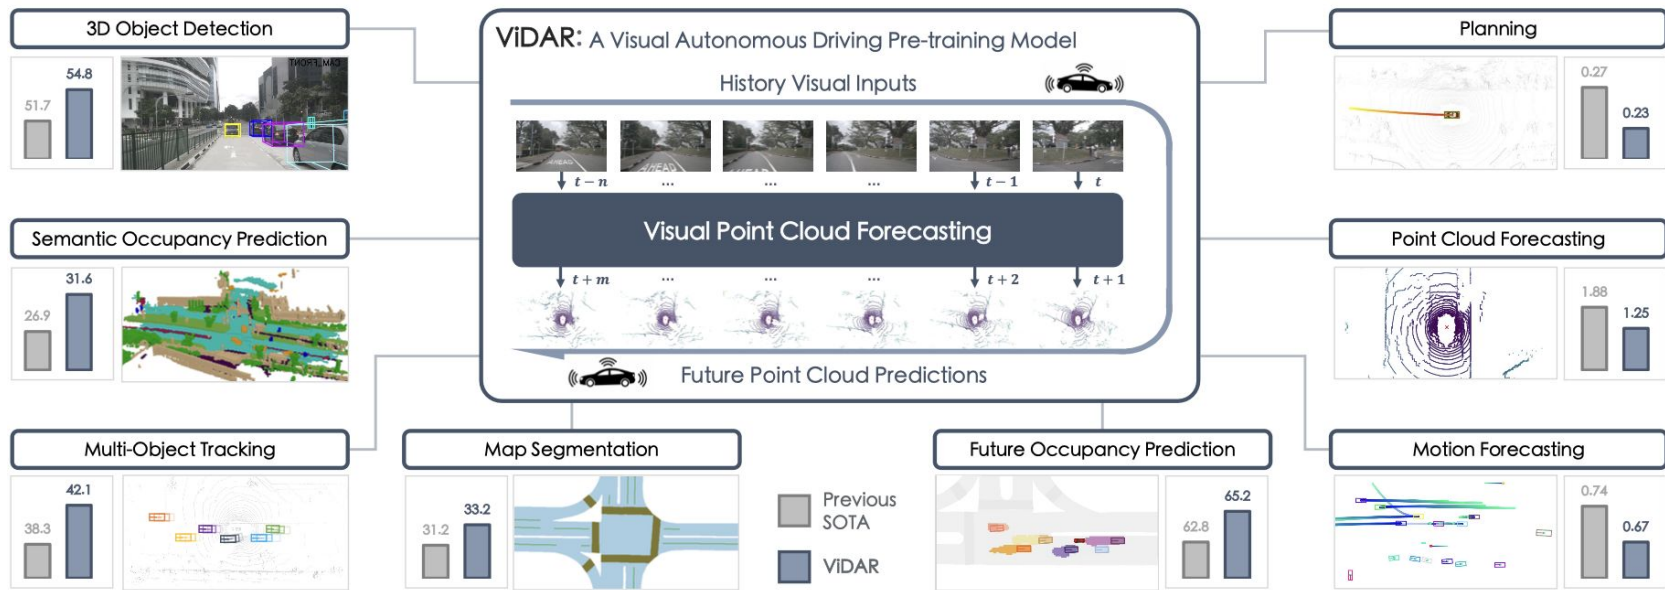 3D Object Detection
51.7
54.8
CAM_FRONT
Semantic Occupancy Prediction
26.9
31.6
Multi-Object Tracking
38.3
42.1
ViDAR: A Visual Autonomous Driving Pre-training Model
History Visual Inputs
AHEAD
AHEAD
AHEAD
t-n ... ... ... t-1 t
Visual Point Cloud Forecasting
t+m ... ... ... t+2 t+1
Future Point Cloud Predictions
Map Segmentation
31.2
33.2
Previous
SOTA
ViDAR
Future Occupancy Prediction
62.8
65.2
Planning
0.27
0.23
Point Cloud Forecasting
1.88
1.25
Motion Forecasting
0.74
0.67